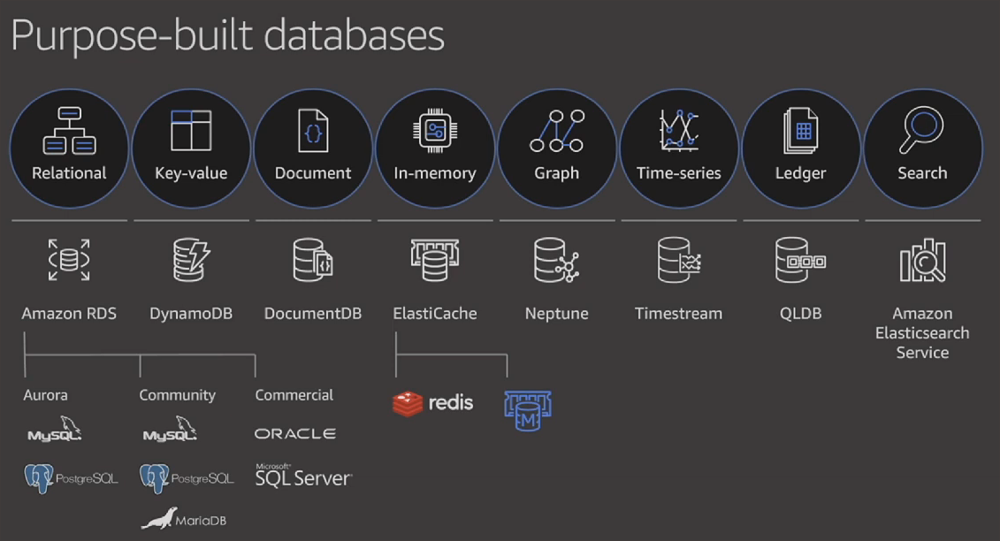 Purpose-built databases
Relational
Key-value
Document
In-memory
Graph
Time-series
Ledger
Search
Amazon RDS
DynamoDB
DocumentDB
ElastiCache
Neptune
Timestream
QLDB
Amazon
Elasticsearch
Service
Aurora
MySQL
PostgreSQL
Community
MySQL
PostgreSQL
MariaDB
Commercial
ORACLE
Microsoft
SQL Server
redis
M